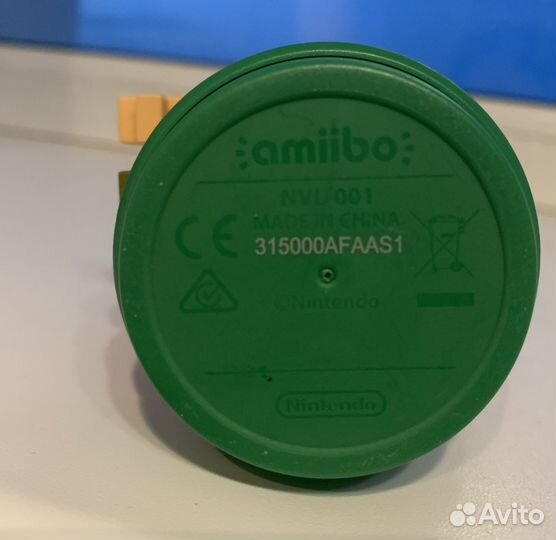 amiibo
NVL-001
MADE IN CHINA
CE
315000AFAAS1
©Nintendo
Nintendo
Avito